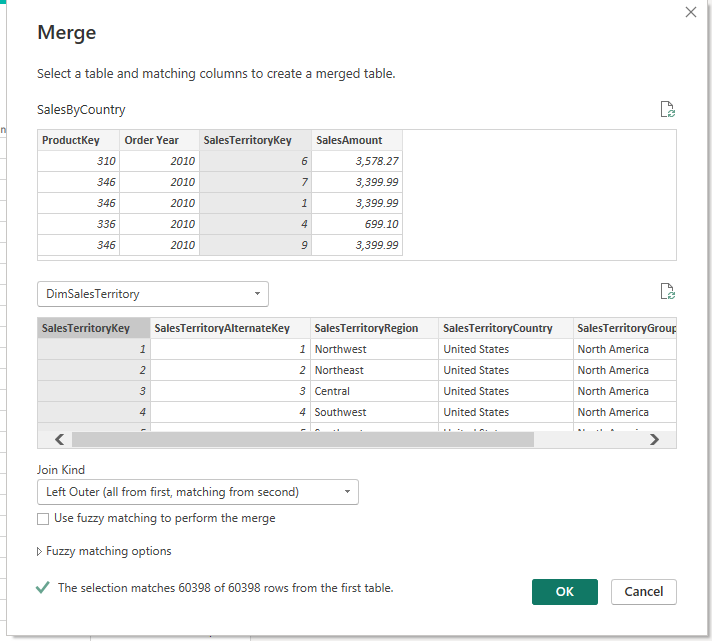 Merge
Select a table and matching columns to create a merged table.
SalesByCountry
ProductKey Order Year SalesTerritoryKey SalesAmount
310 2010 6 3,578.27
346 2010 7 3,399.99
346 2010 1 3,399.99
336 2010 4 699.10
346 2010 9 3,399.99
DimSalesTerritory
SalesTerritoryKey SalesTerritoryAlternateKey SalesTerritoryRegion SalesTerritoryCountry SalesTerritoryGroup
1 1 Northwest United States North America
2 2 Northeast United States North America
3 3 Central United States North America
4 4 Southwest United States North America
Join Kind
Left Outer (all from first, matching from second)
Use fuzzy matching to perform the merge
Fuzzy matching options
The selection matches 60398 of 60398 rows from the first table.
OK Cancel